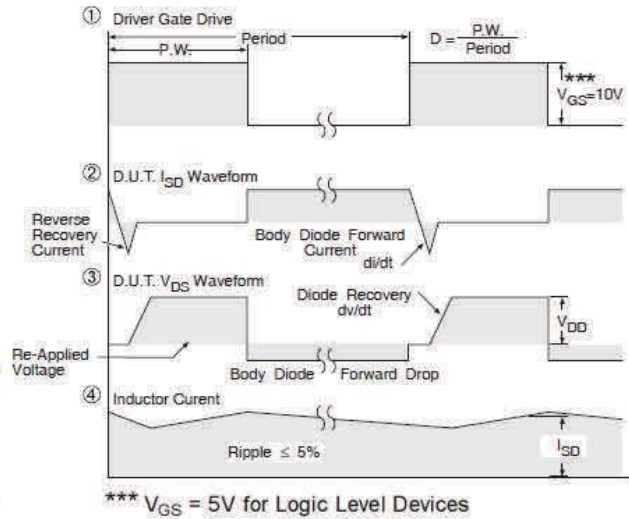 ① Driver Gate Drive
Period
P.W.
D = P.W. / Period
***
VGS=10V
② D.U.T. ISD Waveform
Reverse
Recovery
Current
Body Diode Forward
Current
di/dt
③ D.U.T. VDS Waveform
Diode Recovery
dv/dt
VDD
Re-Applied
Voltage
Body Diode Forward Drop
④ Inductor Curent
Ripple ≤ 5%
ISD
*** VGS = 5V for Logic Level Devices